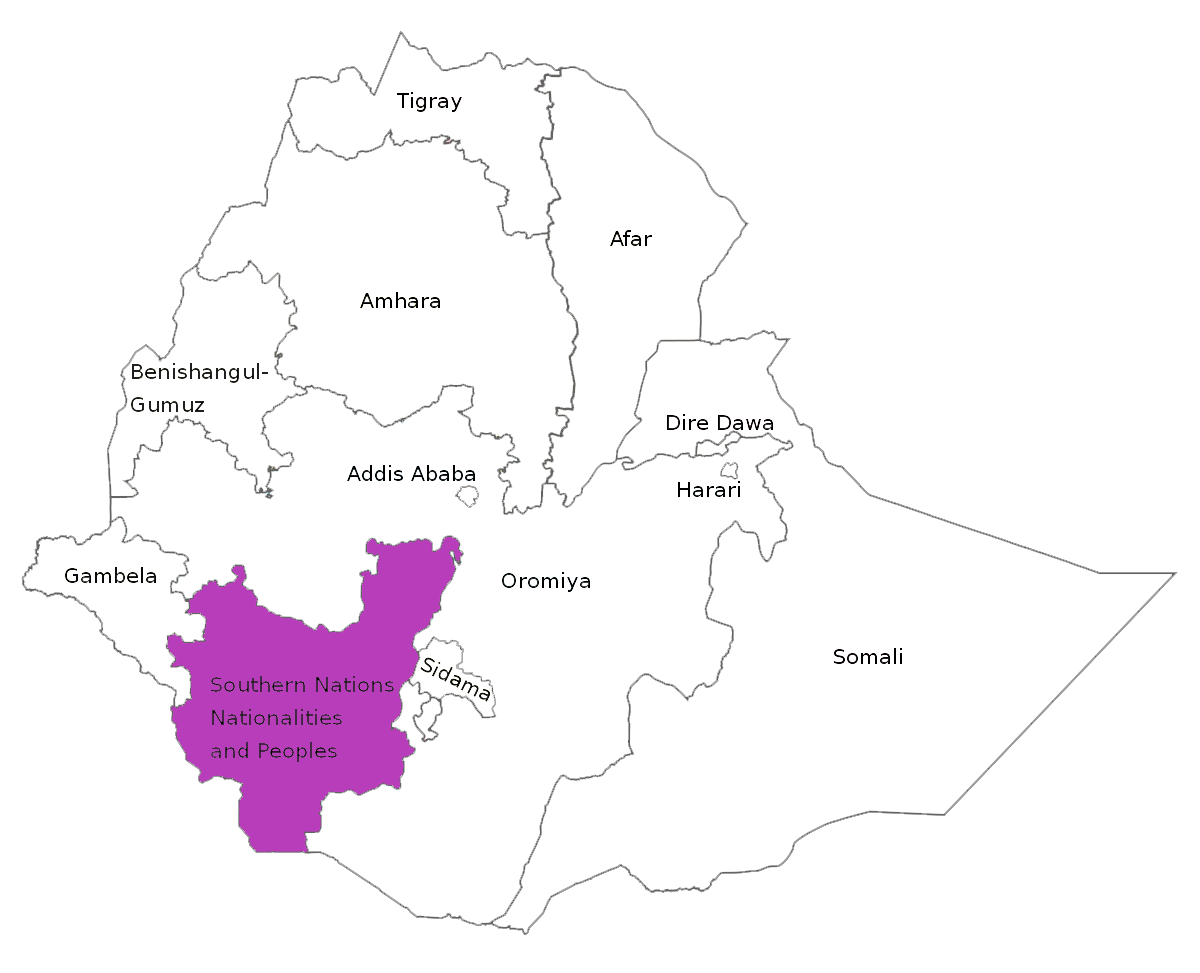 Tigray
Afar
Amhara
Benishangul-
Gumuz
Dire Dawa
Addis Ababa
Harari
Gambela
Oromiya
Somali
Sidama
Southern Nations
Nationalities
and Peoples